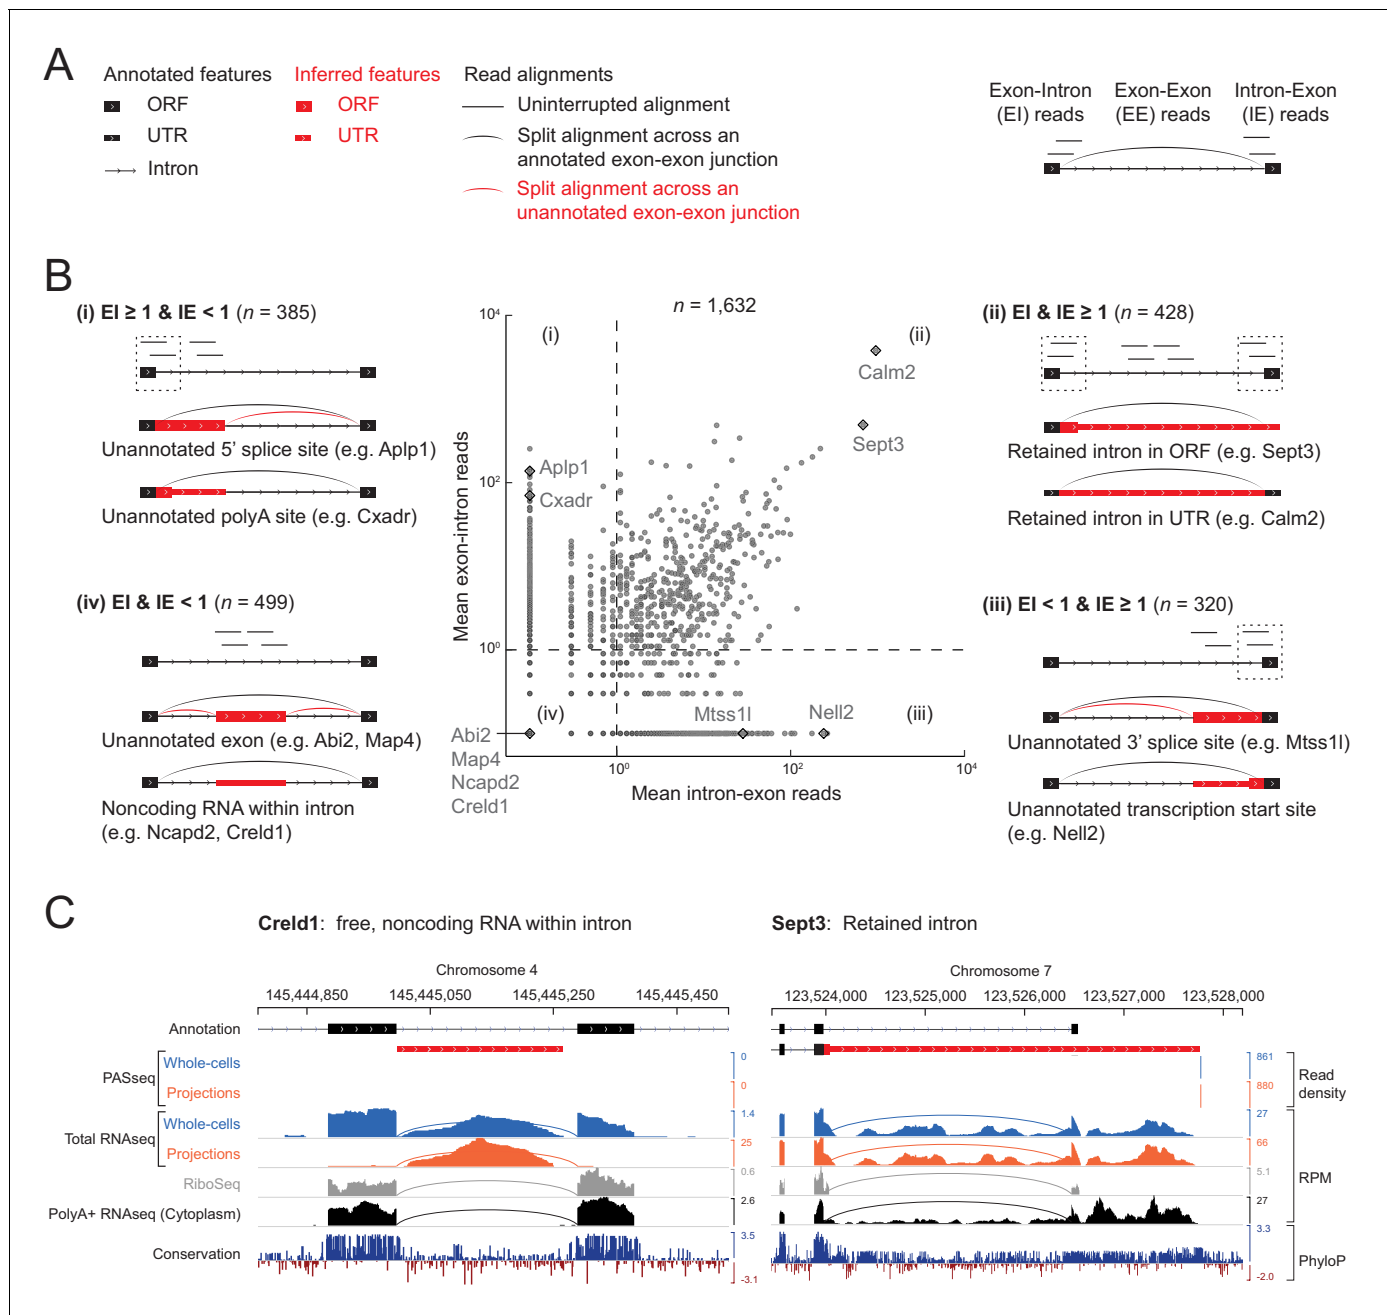 A
Annotated features
ORF
UTR
Intron
Inferred features
ORF
UTR
Read alignments
Uninterrupted alignment
Split alignment across an
annotated exon-exon junction
Split alignment across an
unannotated exon-exon junction
Exon-Intron
(EI) reads
Exon-Exon
(EE) reads
Intron-Exon
(IE) reads
B
(i) EI ≥ 1 & IE < 1 (n = 385)
Unannotated 5' splice site (e.g. Aplp1)
Unannotated polyA site (e.g. Cxadr)
(iv) EI & IE < 1 (n = 499)
Unannotated exon (e.g. Abi2, Map4)
Noncoding RNA within intron
(e.g. Ncapd2, Creld1)
n = 1,632
(i)
(ii)
(iv)
(iii)
Calm2
Sept3
Aplp1
Cxadr
Mtss1l
Nell2
Abi2
Map4
Ncapd2
Creld1
10⁴
10²
10⁰
Mean exon-intron reads
10⁰
10²
10⁴
Mean intron-exon reads
(ii) EI & IE ≥ 1 (n = 428)
Retained intron in ORF (e.g. Sept3)
Retained intron in UTR (e.g. Calm2)
(iii) EI < 1 & IE ≥ 1 (n = 320)
Unannotated 3' splice site (e.g. Mtss1l)
Unannotated transcription start site
(e.g. Nell2)
C
Creld1: free, noncoding RNA within intron
Chromosome 4
145,444,850
145,445,050
145,445,250
145,445,450
Sept3: Retained intron
Chromosome 7
123,524,000
123,525,000
123,526,000
123,527,000
123,528,000
Annotation
PASseq
Whole-cells
0
861
Projections
0
880
Read
density
Total RNAseq
Whole-cells
1.4
27
Projections
25
66
RiboSeq
0.6
5.1
RPM
PolyA+ RNAseq (Cytoplasm)
2.6
27
Conservation
3.5
-3.1
3.3
-2.0
PhyloP